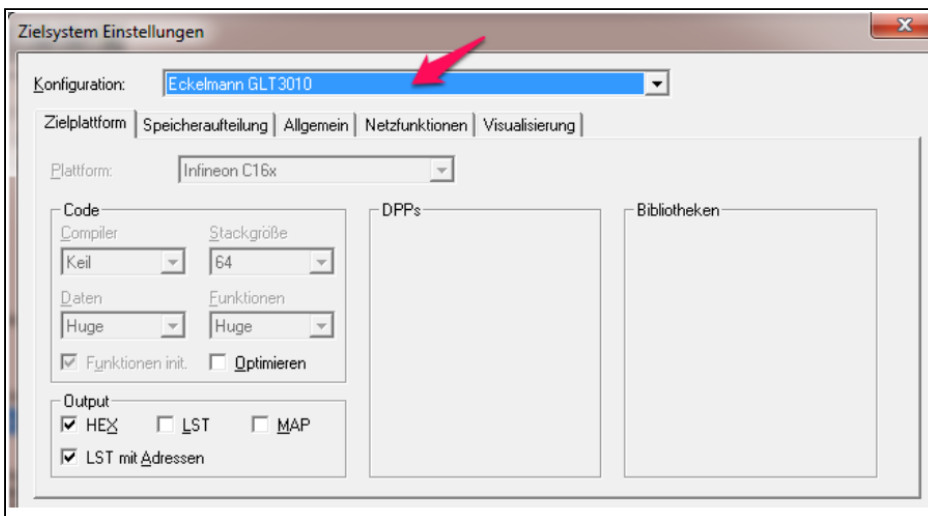 Zielsystem Einstellungen
Konfiguration: Eckelmann GLT3010
Zielplattform Speicheraufteilung Allgemein Netzfunktionen Visualisierung
Plattform: Infineon C16x
Code DPPs Bibliotheken
Compiler Stackgröße
Keil 64
Daten Funktionen
Huge Huge
Funktionen init. Optimieren
Output
HEX LST MAP
LST mit Adressen